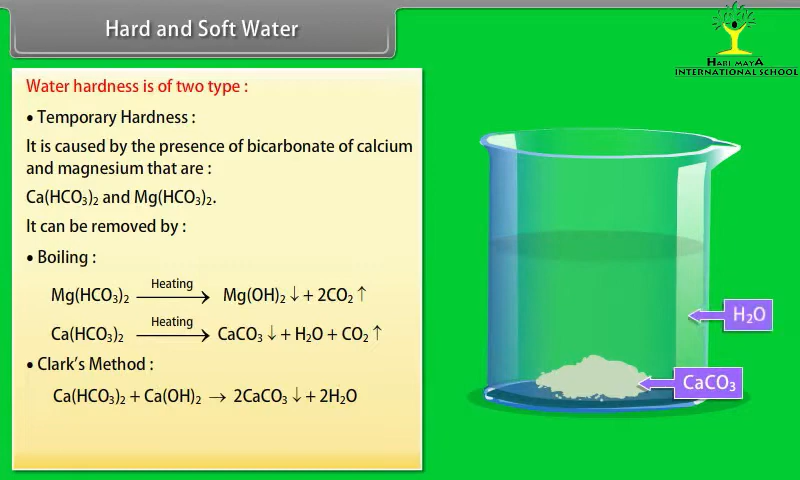 Hard and Soft Water
HARI MAYA
INTERNATIONAL SCHOOL
Water hardness is of two type :
• Temporary Hardness :
It is caused by the presence of bicarbonate of calcium
and magnesium that are :
Ca(HCO₃)₂ and Mg(HCO₃)₂.
It can be removed by :
• Boiling :
Mg(HCO₃)₂ —Heating→ Mg(OH)₂ ↓ + 2CO₂ ↑
Ca(HCO₃)₂ —Heating→ CaCO₃ ↓ + H₂O + CO₂ ↑
• Clark's Method :
Ca(HCO₃)₂ + Ca(OH)₂ → 2CaCO₃ ↓ + 2H₂O
H₂O
CaCO₃